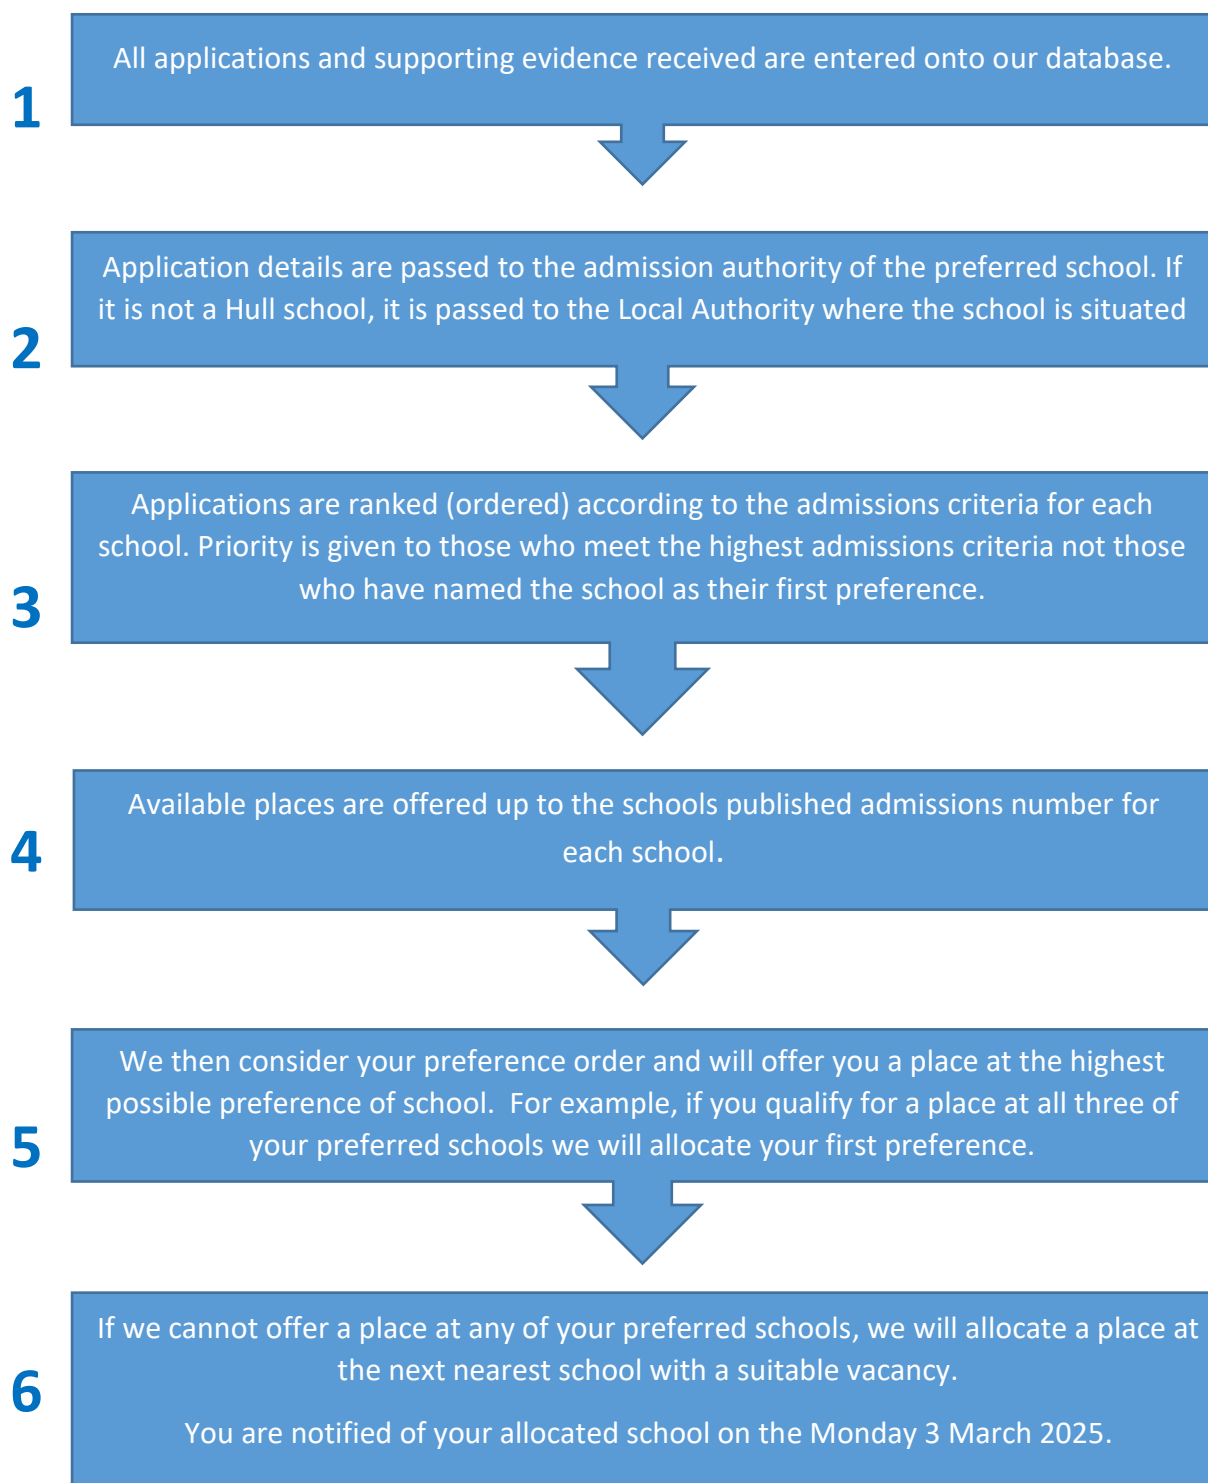 All applications and supporting evidence received are entered onto our database.
1
Application details are passed to the admission authority of the preferred school. If
it is not a Hull school, it is passed to the Local Authority where the school is situated
2
Applications are ranked (ordered) according to the admissions criteria for each
school. Priority is given to those who meet the highest admissions criteria not those
who have named the school as their first preference.
3
Available places are offered up to the schools published admissions number for
each school.
4
We then consider your preference order and will offer you a place at the highest
possible preference of school.  For example, if you qualify for a place at all three of
your preferred schools we will allocate your first preference.
5
If we cannot offer a place at any of your preferred schools, we will allocate a place at
the next nearest school with a suitable vacancy.
6
You are notified of your allocated school on the Monday 3 March 2025.